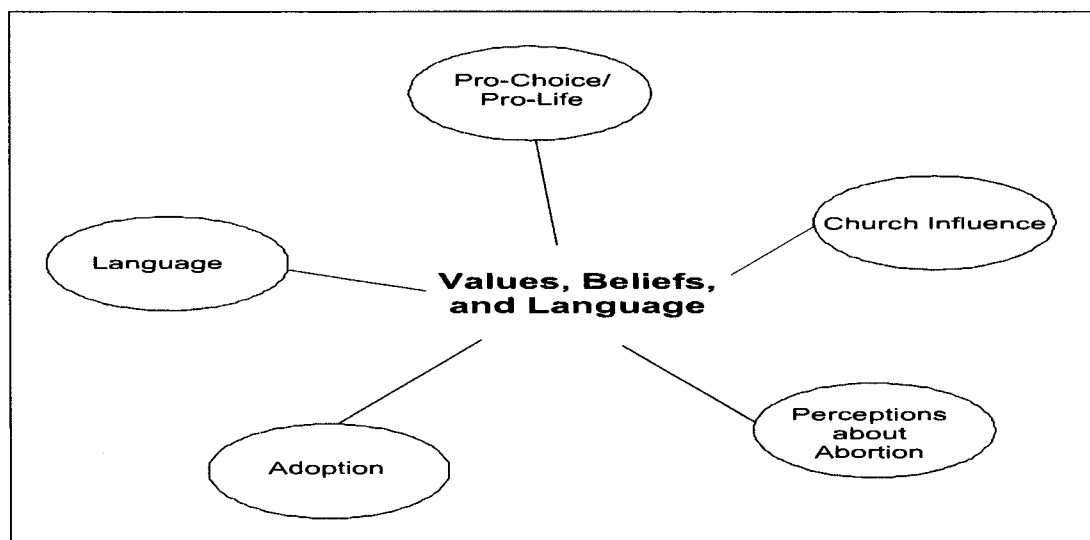 Pro-Choice/
Pro-Life
Church Influence
Language
Values, Beliefs,
and Language
Perceptions
about
Abortion
Adoption